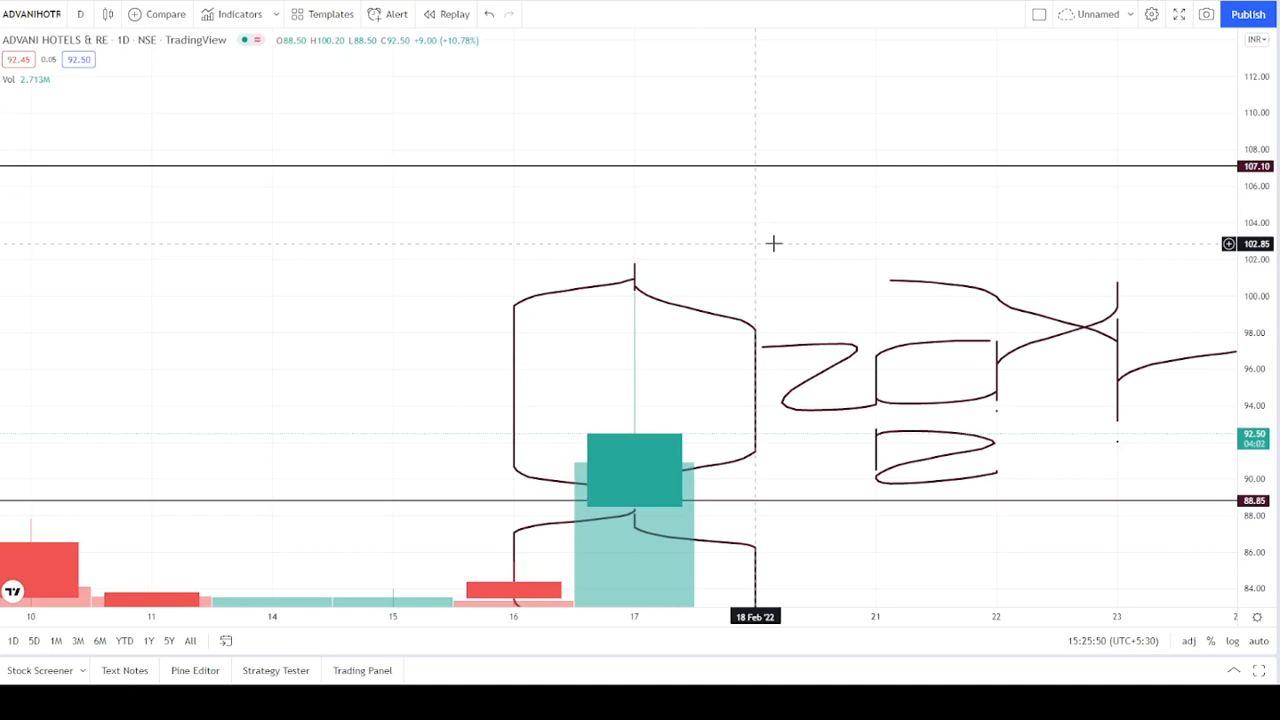 ADVANIHOTR D Compare Indicators Templates Alert Replay Unnamed Publish
ADVANI HOTELS & RE · 1D · NSE · TradingView O88.50 H100.20 L88.50 C92.50 +9.00 (+10.78%) INR
92.45 0.05 92.50
Vol 2.713M
112.00
110.00
108.00
107.10
106.00
104.00
102.85
102.00
100.00
98.00
96.00
94.00
92.50
04:02
90.00
88.85
88.00
86.00
84.00
10 11 14 15 16 17 18 Feb '22 21 22 23 2
1D 5D 1M 3M 6M YTD 1Y 5Y All 15:25:50 (UTC+5:30) adj % log auto
Stock Screener Text Notes Pine Editor Strategy Tester Trading Panel